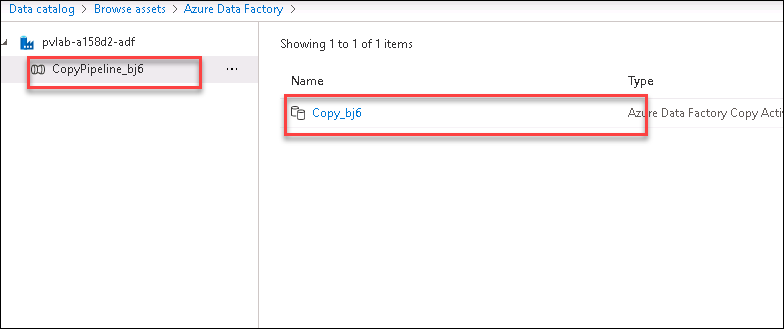 Data catalog > Browse assets > Azure Data Factory >
pvlab-a158d2-adf
CopyPipeline_bj6 ...
Showing 1 to 1 of 1 items
Name Type
Copy_bj6 Azure Data Factory Copy Acti